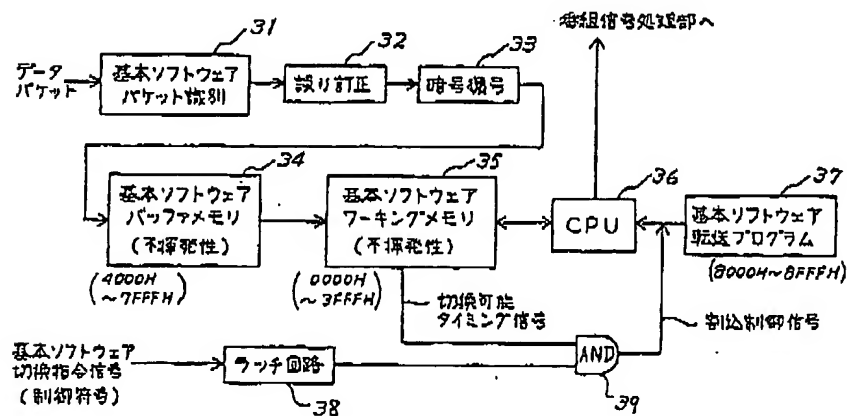 番組信号処理部へ
31
32
33
データ
パケット
基本ソフトウェア
パケット識別
誤り訂正
暗号復号
34
35
36
37
基本ソフトウェア
バッファメモリ
(不揮発性)
基本ソフトウェア
ワーキングメモリ
(不揮発性)
CPU
基本ソフトウェア
転送プログラム
(4000H
~7FFFH)
(0000H
~3FFFH)
(8000H~8FFFH)
切換可能
タイミング信号
割込制御信号
基本ソフトウェア
切換指令信号
(制御符号)
ラッチ回路
AND
38
39